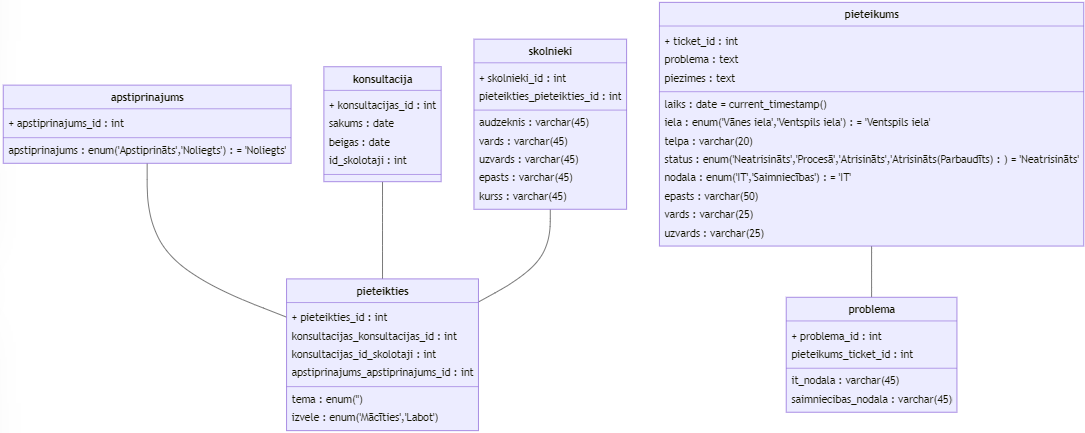 apstiprinajums
+ apstiprinajums_id : int
apstiprinajums : enum('Apstiprināts','Noliegts') : = 'Noliegts'
konsultacija
+ konsultacijas_id : int
sakums : date
beigas : date
id_skolotaji : int
skolnieki
+ skolnieki_id : int
pieteikties_pieteikties_id : int
audzeknis : varchar(45)
vards : varchar(45)
uzvards : varchar(45)
epasts : varchar(45)
kurss : varchar(45)
pieteikums
+ ticket_id : int
problema : text
piezimes : text
laiks : date = current_timestamp()
iela : enum('Vānes iela','Ventspils iela') : = 'Ventspils iela'
telpa : varchar(20)
status : enum('Neatrisināts','Procesā','Atrisināts','Atrisināts(Parbaudīts) : ) = 'Neatrisināts'
nodala : enum('IT','Saimniecības') : = 'IT'
epasts : varchar(50)
vards : varchar(25)
uzvards : varchar(25)
pieteikties
+ pieteikties_id : int
konsultacijas_konsultacijas_id : int
konsultacijas_id_skolotaji : int
apstiprinajums_apstiprinajums_id : int
tema : enum('')
izvele : enum('Mācīties','Labot')
problema
+ problema_id : int
pieteikums_ticket_id : int
it_nodala : varchar(45)
saimniecibas_nodala : varchar(45)